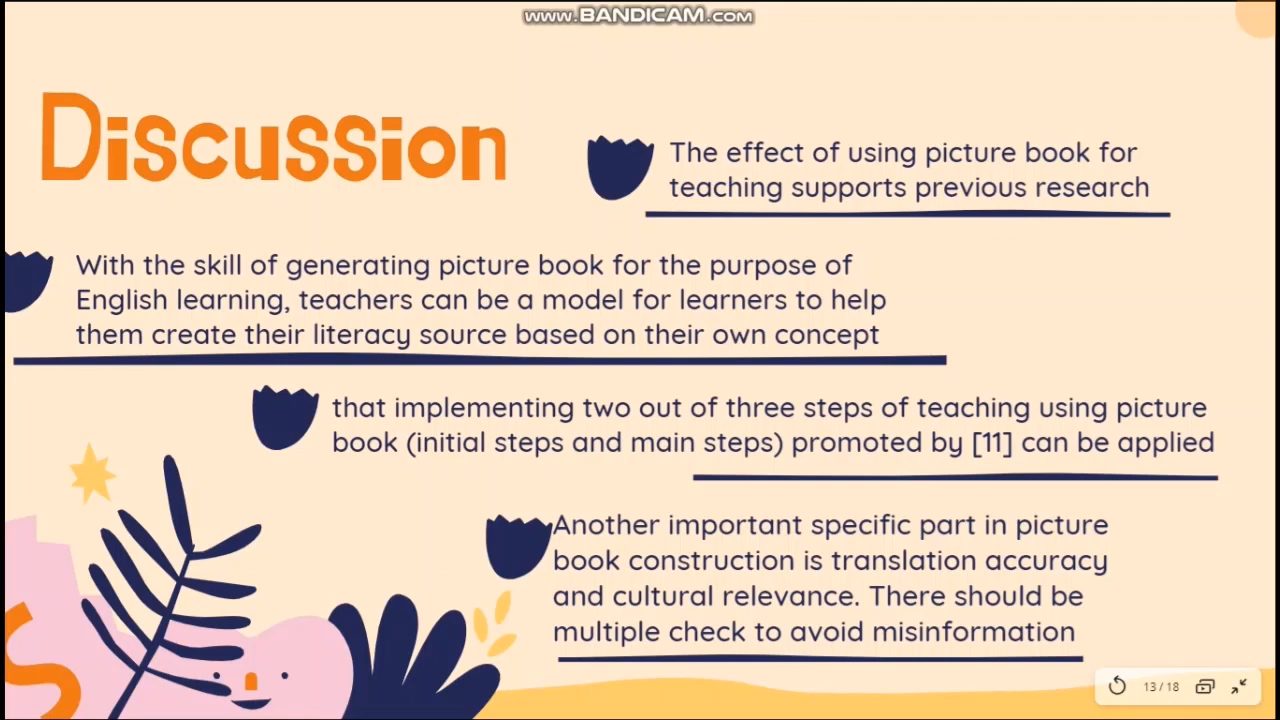 www.BANDICAM.com
Discussion
The effect of using picture book for
teaching supports previous research
With the skill of generating picture book for the purpose of
English learning, teachers can be a model for learners to help
them create their literacy source based on their own concept
that implementing two out of three steps of teaching using picture
book (initial steps and main steps) promoted by [11] can be applied
Another important specific part in picture
book construction is translation accuracy
and cultural relevance. There should be
multiple check to avoid misinformation
13 / 18